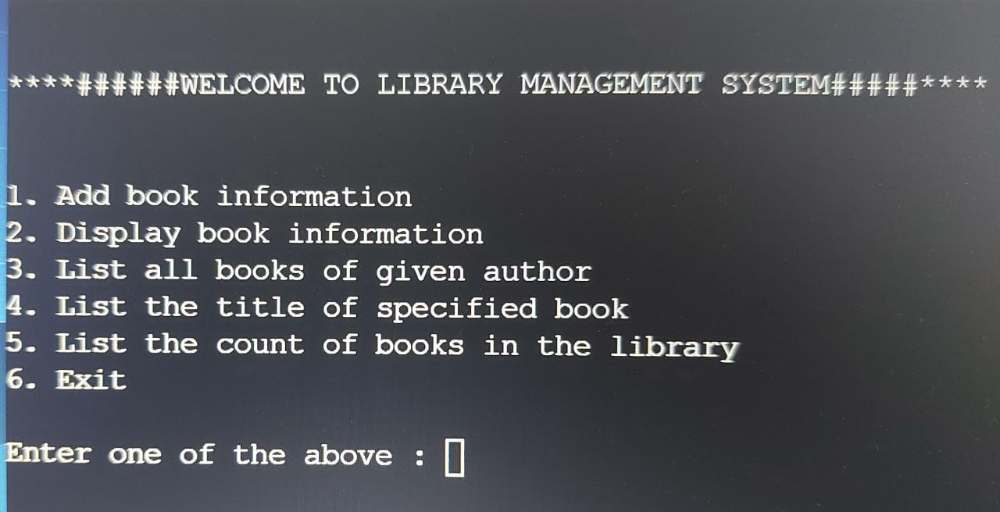 ****######WELCOME TO LIBRARY MANAGEMENT SYSTEM#####****
1. Add book information
2. Display book information
3. List all books of given author
4. List the title of specified book
5. List the count of books in the library
6. Exit
Enter one of the above :